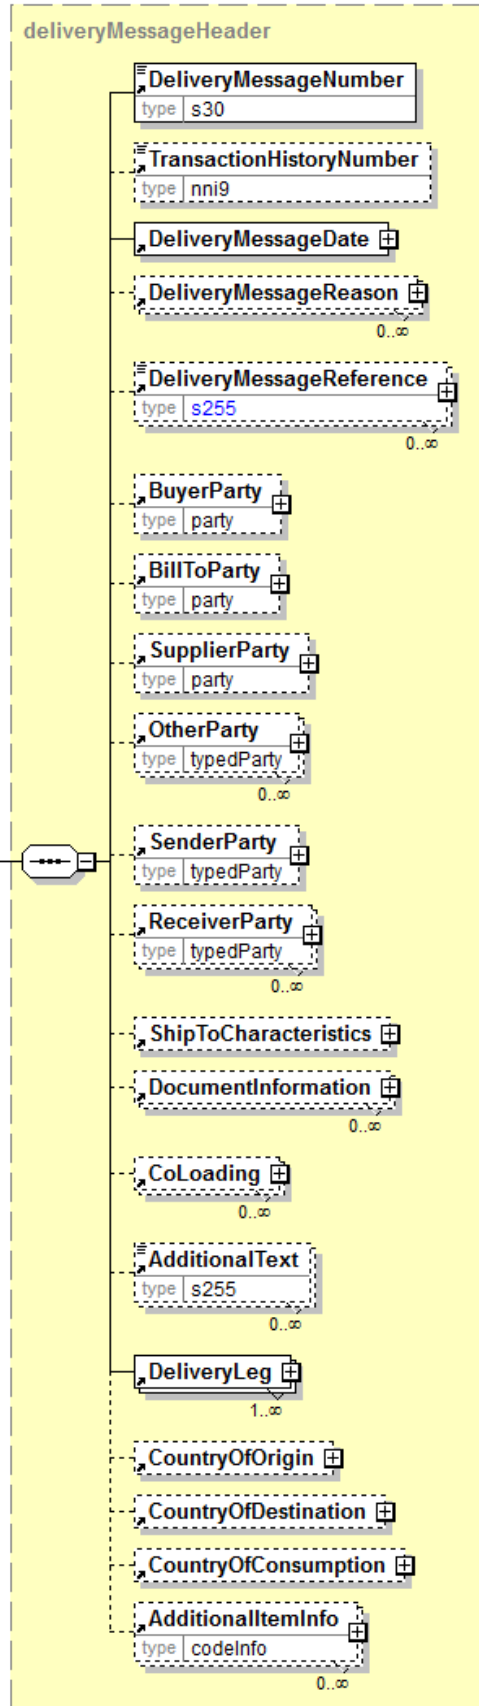 deliveryMessageHeader
DeliveryMessageNumber
type s30
TransactionHistoryNumber
type nni9
DeliveryMessageDate
DeliveryMessageReason
0..∞
DeliveryMessageReference
type s255
0..∞
BuyerParty
type party
BillToParty
type party
SupplierParty
type party
OtherParty
type typedParty
0..∞
SenderParty
type typedParty
ReceiverParty
type typedParty
0..∞
ShipToCharacteristics
DocumentInformation
0..∞
CoLoading
0..∞
AdditionalText
type s255
0..∞
DeliveryLeg
1..∞
CountryOfOrigin
CountryOfDestination
CountryOfConsumption
AdditionalItemInfo
type codeInfo
0..∞